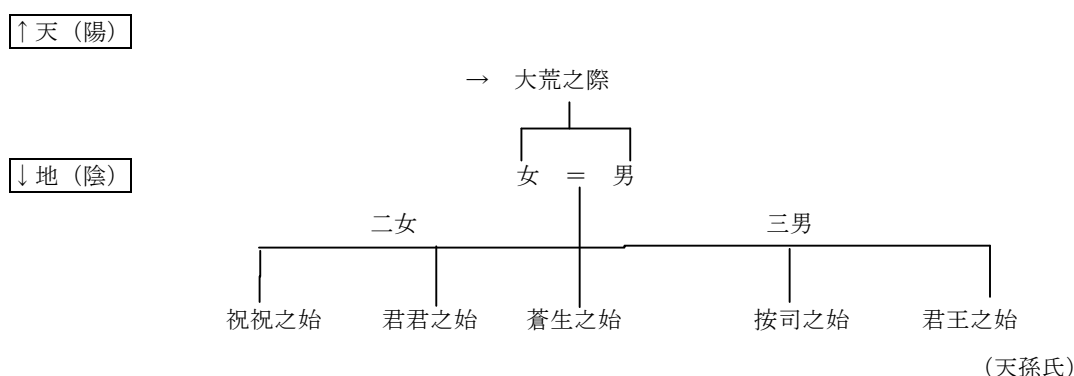 ↑天（陽）
→ 大荒之際
↓地（陰）
女 ＝ 男
二女 三男
祝祝之始 君君之始 蒼生之始 按司之始 君王之始
（天孫氏）